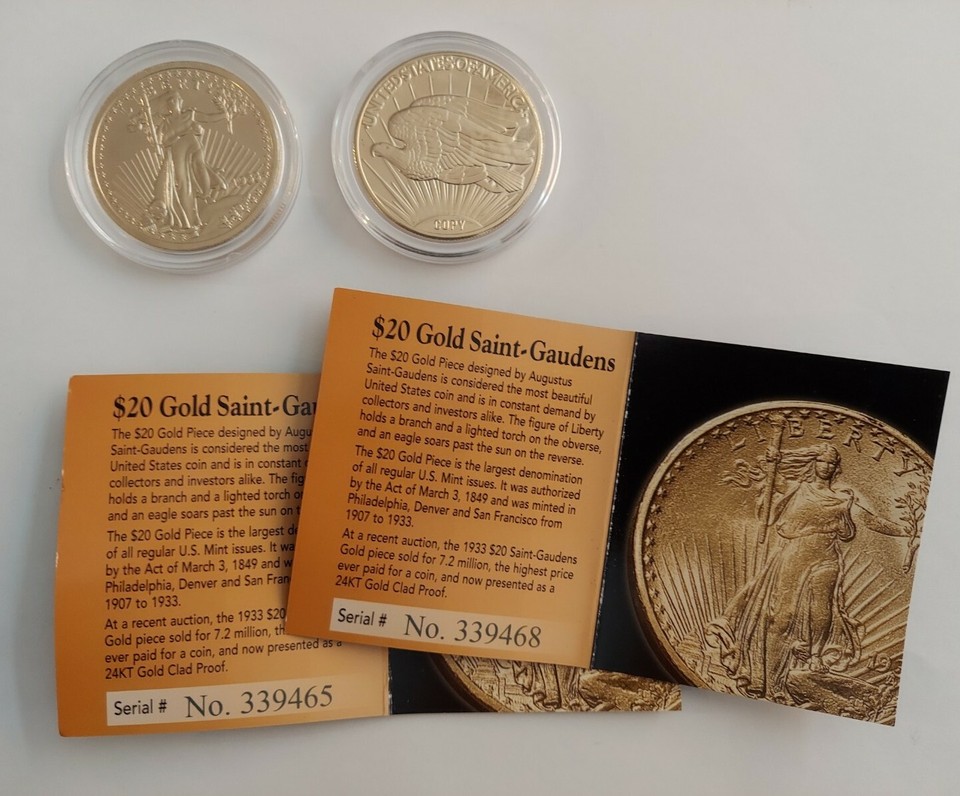 LIBERTY
UNITED STATES OF AMERICA
COPY
$20 Gold Saint-Gaudens
The $20 Gold Piece designed by Augustus
Saint-Gaudens is considered the most beautiful
United States coin and is in constant demand by
collectors and investors alike. The figure of Liberty
holds a branch and a lighted torch on the obverse,
and an eagle soars past the sun on the reverse.
The $20 Gold Piece is the largest denomination
of all regular U.S. Mint issues. It was authorized
by the Act of March 3, 1849 and was minted in
Philadelphia, Denver and San Francisco from
1907 to 1933.
At a recent auction, the 1933 $20 Saint-Gaudens
Gold piece sold for 7.2 million, the highest price
ever paid for a coin, and now presented as a
24KT Gold Clad Proof.
Serial # No. 339468
LIBERTY
$20 Gold Saint-Gau
The $20 Gold Piece designed by Augu
Saint-Gaudens is considered the most
United States coin and is in constant
collectors and investors alike. The fig
holds a branch and a lighted torch o
and an eagle soars past the sun on t
The $20 Gold Piece is the largest de
of all regular U.S. Mint issues. It wa
by the Act of March 3, 1849 and w
Philadelphia, Denver and San Fran
1907 to 1933.
At a recent auction, the 1933 $20
Gold piece sold for 7.2 million, th
ever paid for a coin, and now presented as a
24KT Gold Clad Proof.
Serial # No. 339465